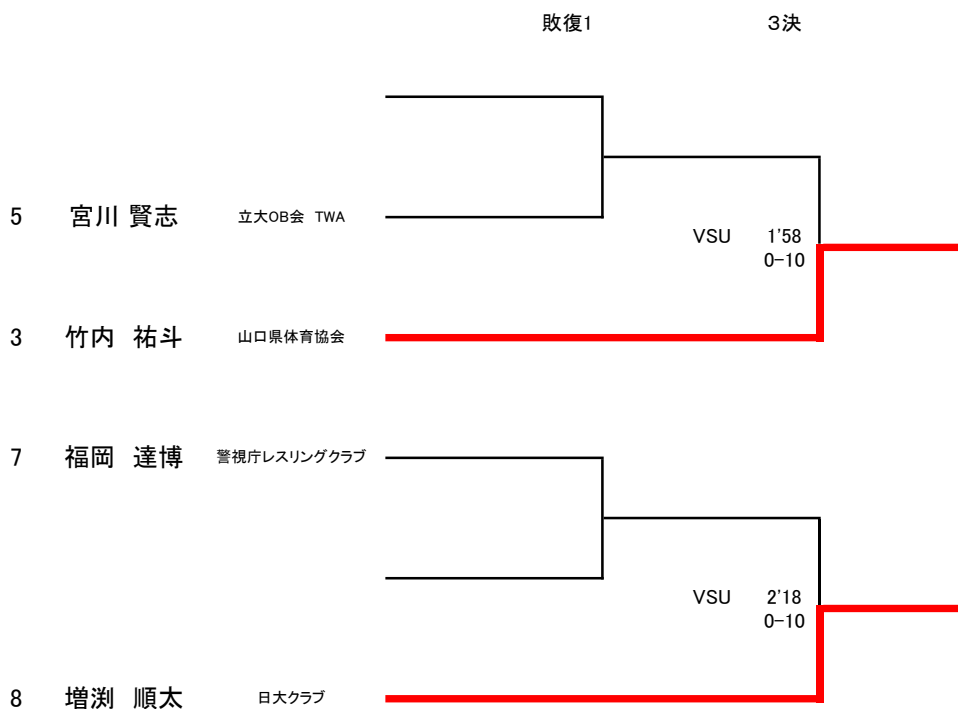 敗復1 3決
5 宮川 賢志 立大OB会 TWA
VSU 1'58
0-10
3 竹内 祐斗 山口県体育協会
7 福岡 達博 警視庁レスリングクラブ
VSU 2'18
0-10
8 増渕 順太 日大クラブ